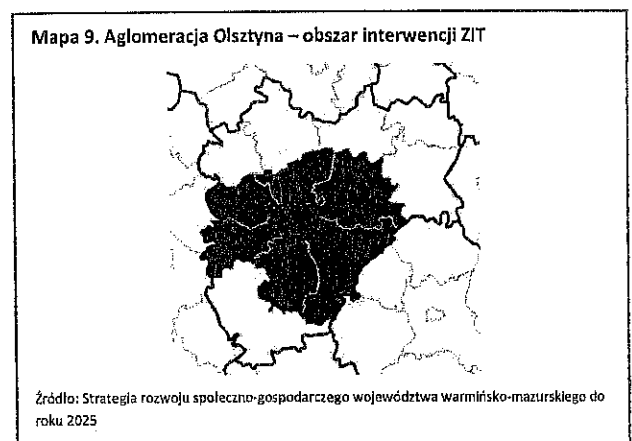 Mapa 9. Aglomeracja Olsztyna – obszar interwencji ZIT
Źródło: Strategia rozwoju społeczno-gospodarczego województwa warmińsko-mazurskiego do
roku 2025